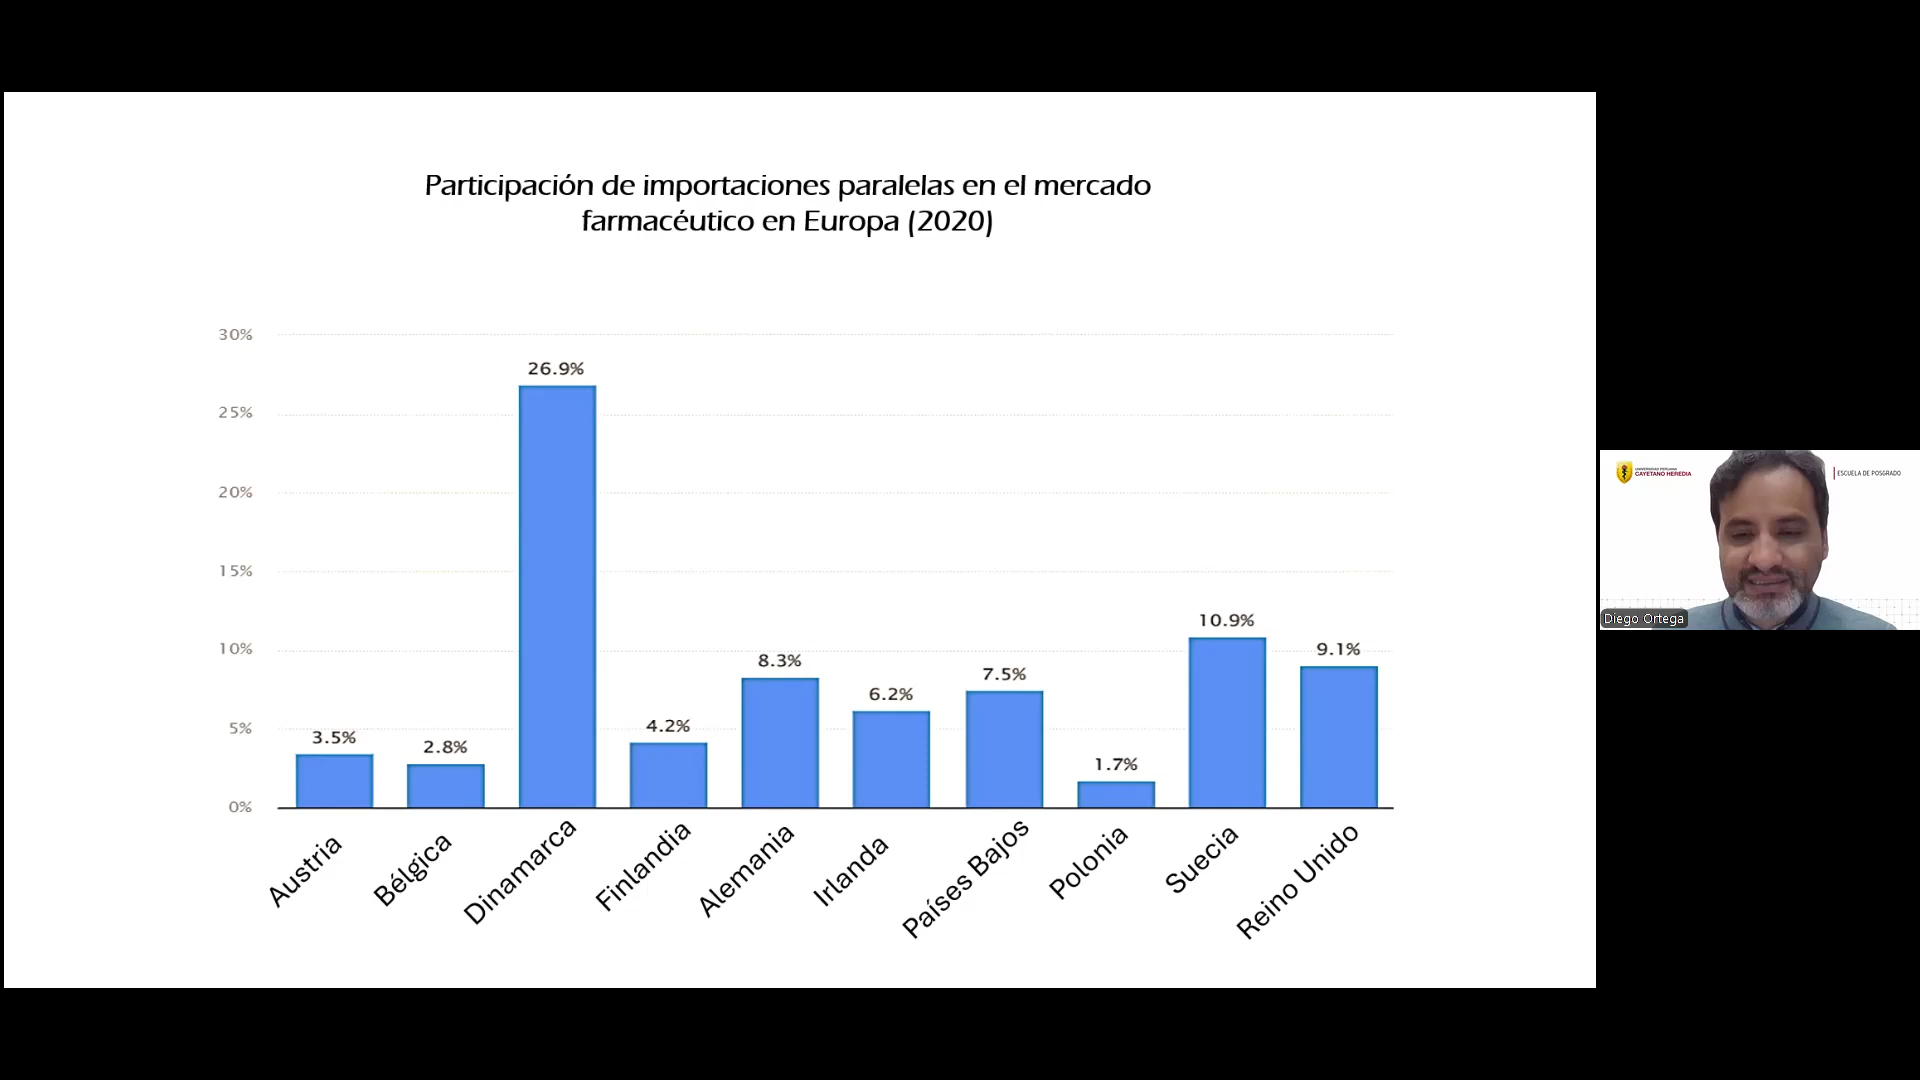 Participación de importaciones paralelas en el mercado
farmacéutico en Europa (2020)
30%
25%
20%
15%
10%
5%
0%
3.5%
2.8%
26.9%
4.2%
8.3%
6.2%
7.5%
1.7%
10.9%
9.1%
Austria
Bélgica
Dinamarca
Finlandia
Alemania
Irlanda
Países Bajos
Polonia
Suecia
Reino Unido
UNIVERSIDAD PERUANA
CAYETANO HEREDIA
ESCUELA DE POSGRADO
Diego Ortega